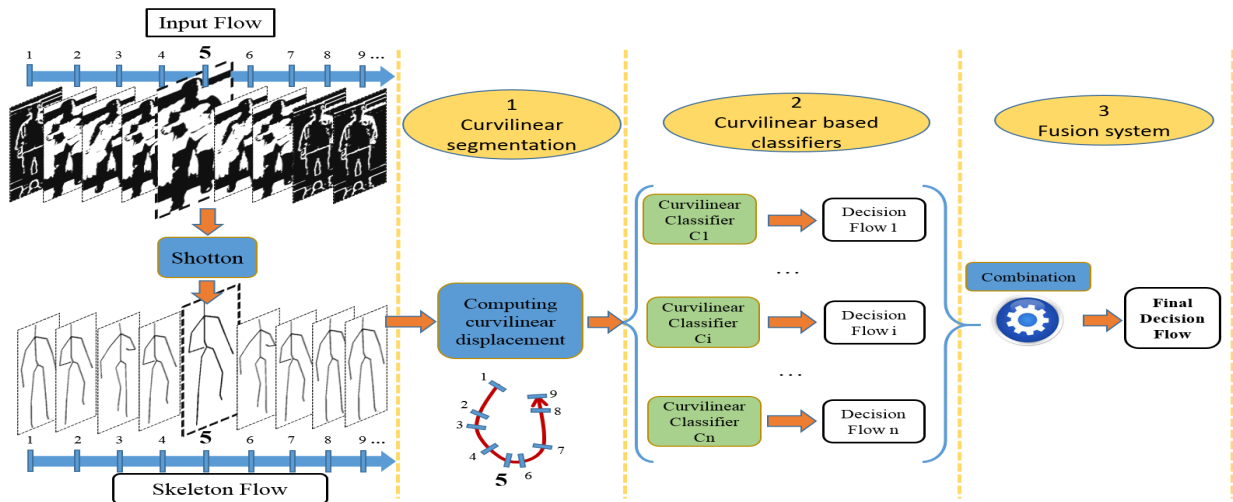 Input Flow
1 2 3 4 5 6 7 8 9 ...
Shotton
1 2 3 4 5 6 7 8 9 ...
Skeleton Flow
1
Curvilinear
segmentation
Computing
curvilinear
displacement
1
2
3
4
5
6
7
8
9
2
Curvilinear based
classifiers
Curvilinear
Classifier
C1
Decision
Flow 1
...
Curvilinear
Classifier
Ci
Decision
Flow i
...
Curvilinear
Classifier
Cn
Decision
Flow n
3
Fusion system
Combination
Final
Decision
Flow